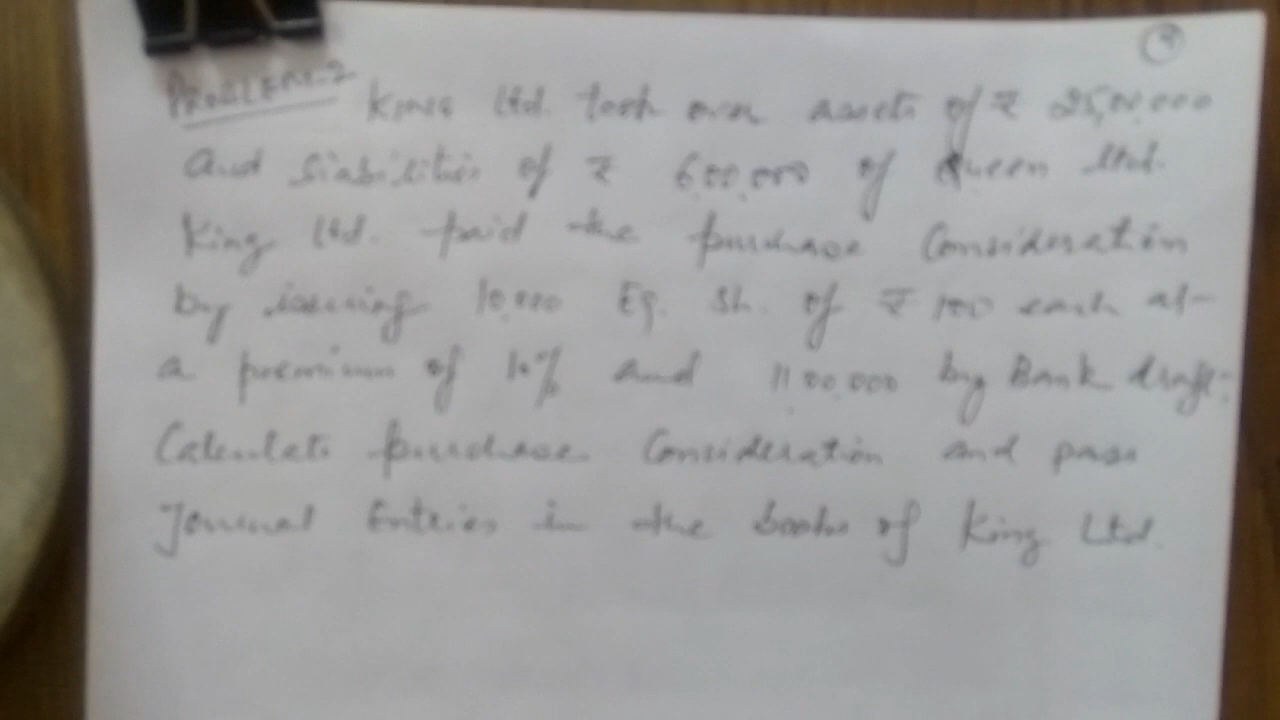 ③
PROBLEM-2 King Ltd. took over assets of ₹ 25,00,000
and liabilities of ₹ 6,00,000 of Queen Ltd.
King Ltd. paid the purchase Consideration
by issuing 10,000 Eq. Sh. of ₹ 100 each at
a premium of 10% and 11,00,000 by Bank draft.
Calculate purchase Consideration and pass
Journal Entries in the books of King Ltd.